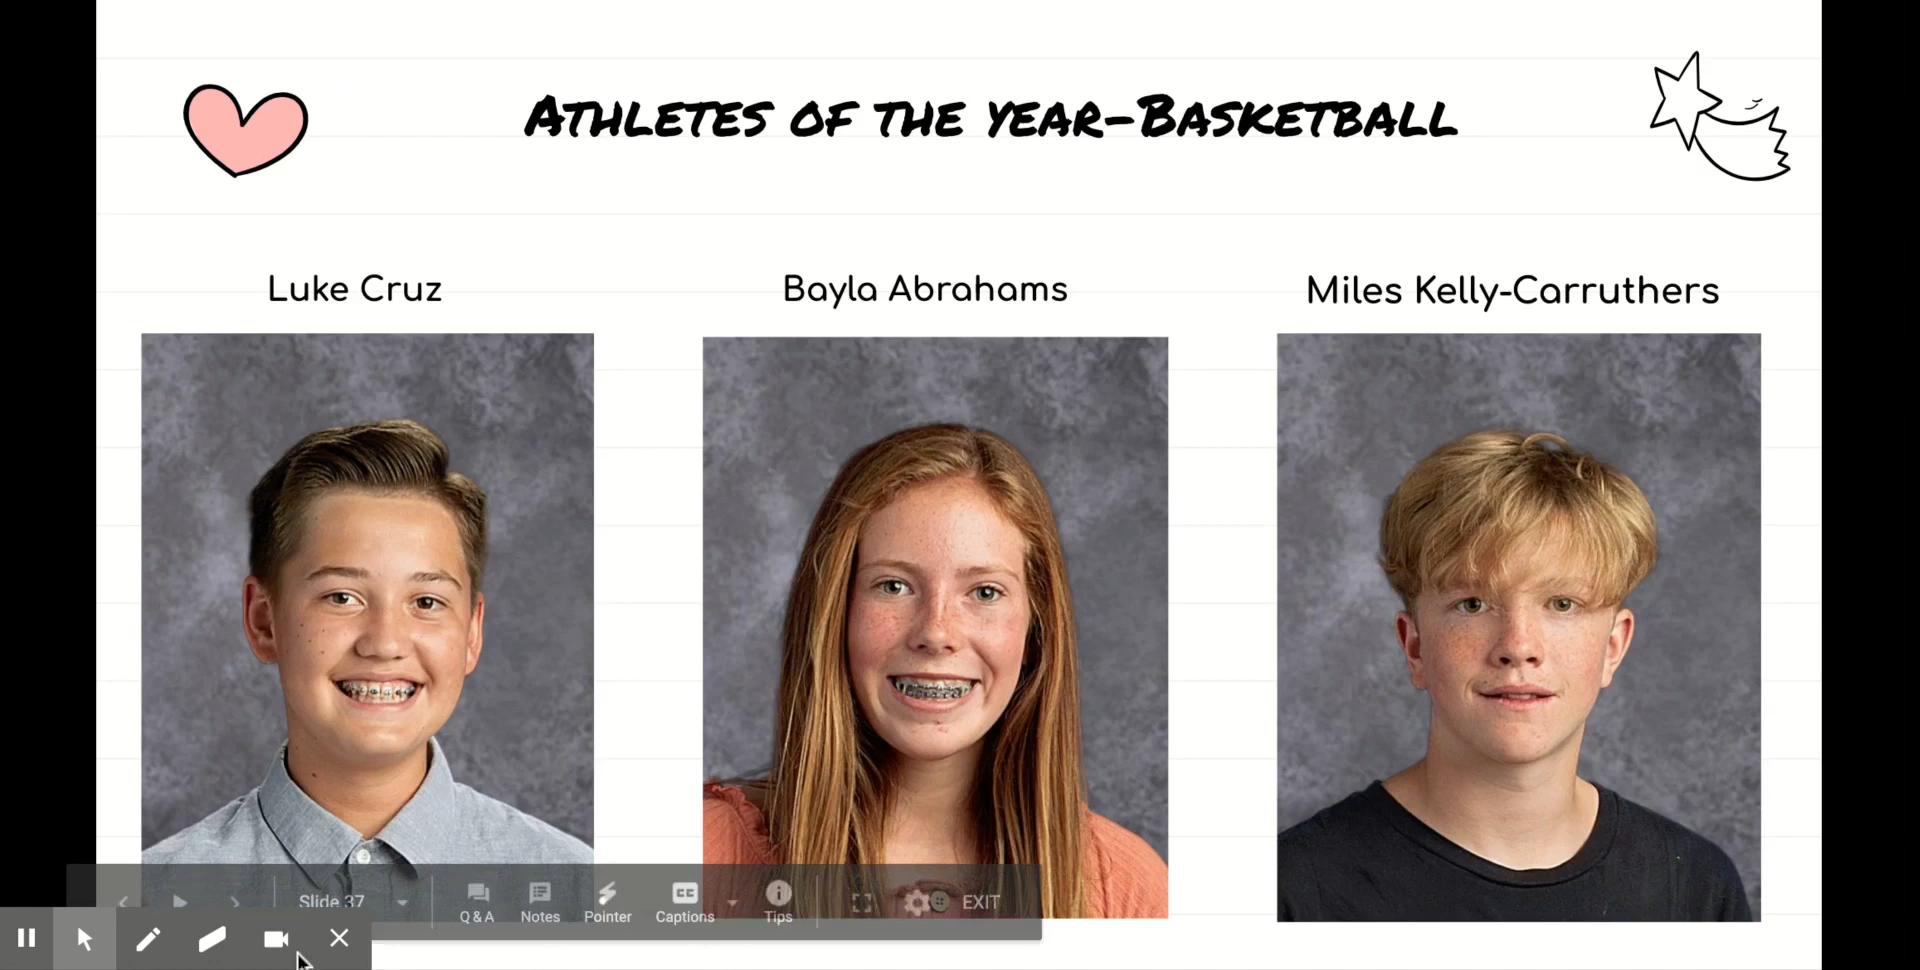 Athletes of the year-Basketball
Luke Cruz
Bayla Abrahams
Miles Kelly-Carruthers
Slide 37
Q&A
Notes
Pointer
Captions
Tips
EXIT